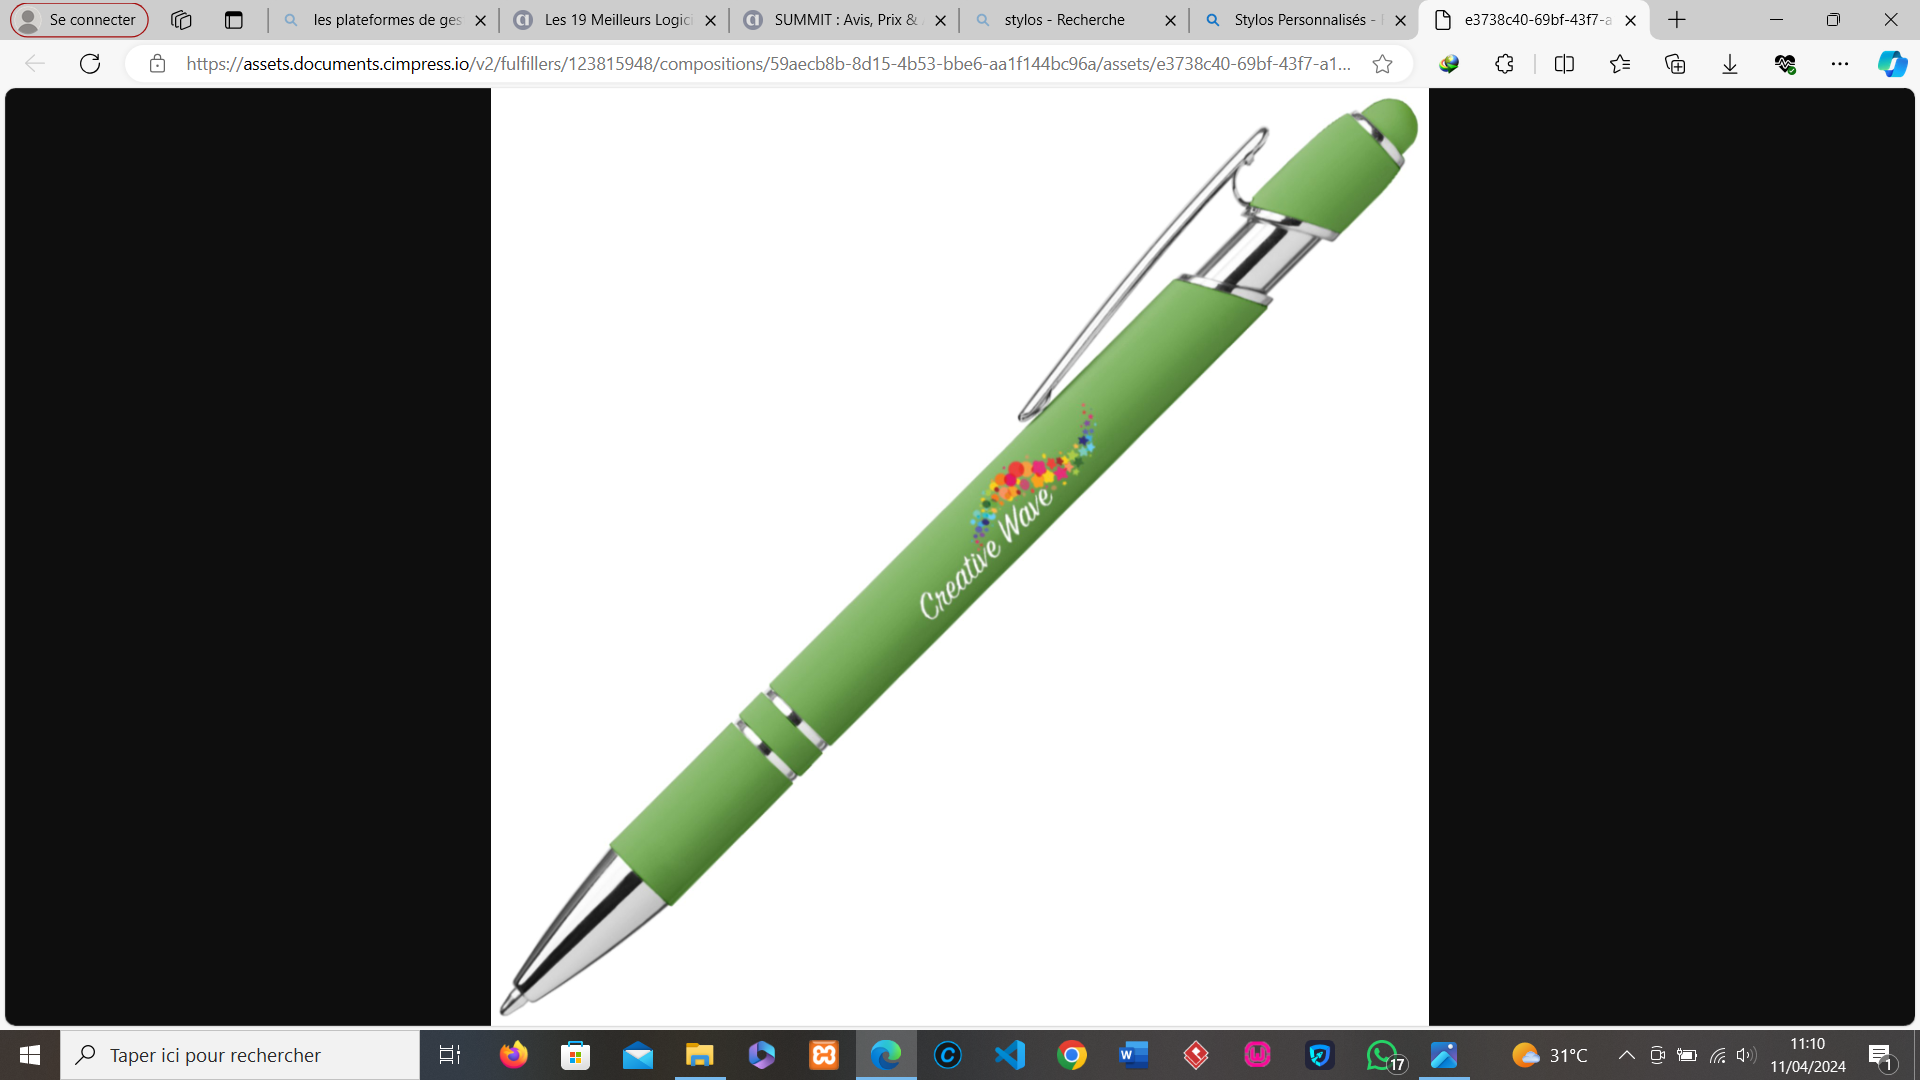 Se connecter
les plateformes de ges
Les 19 Meilleurs Logici
SUMMIT : Avis, Prix &
stylos - Recherche
Stylos Personnalisés -
e3738c40-69bf-43f7-a
https://assets.documents.cimpress.io/v2/fulfillers/123815948/compositions/59aecb8b-8d15-4b53-bbe6-aa1f144bc96a/assets/e3738c40-69bf-43f7-a1...
Creative Wave
Taper ici pour rechercher
17
31°C
11:10
11/04/2024
1